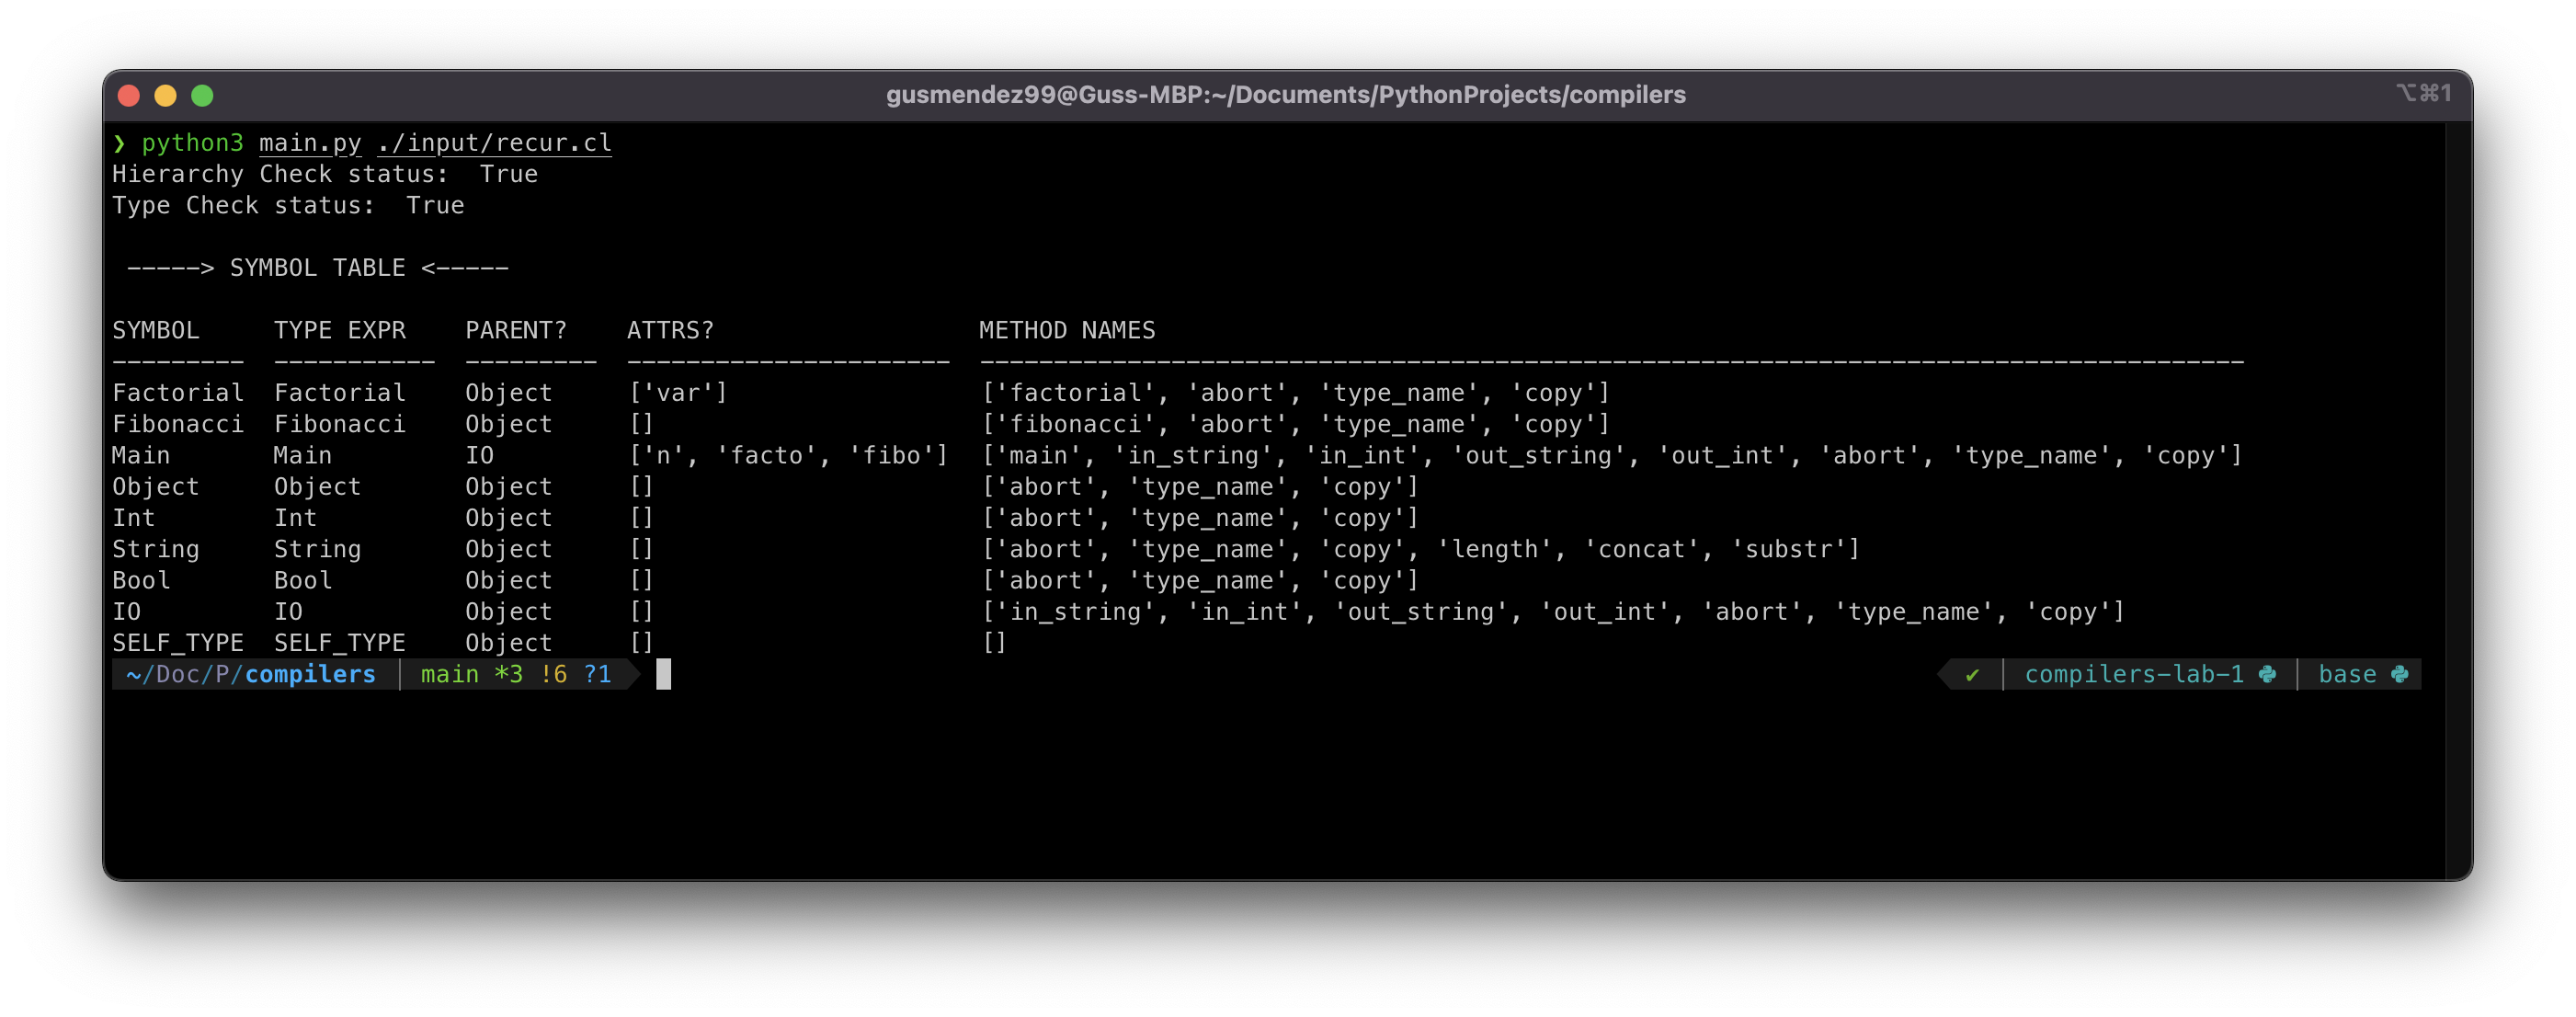 gusmendez99@Guss-MBP:~/Documents/PythonProjects/compilers ⌥⌘1
❯ python3 main.py ./input/recur.cl
Hierarchy Check status:  True
Type Check status:  True
-----> SYMBOL TABLE <-----
SYMBOL     TYPE EXPR    PARENT?    ATTRS?                  METHOD NAMES
---------  -----------  ---------  ----------------------  --------------------------------------------------------------------------------------
Factorial  Factorial    Object     ['var']                 ['factorial', 'abort', 'type_name', 'copy']
Fibonacci  Fibonacci    Object     []                      ['fibonacci', 'abort', 'type_name', 'copy']
Main       Main         IO         ['n', 'facto', 'fibo']  ['main', 'in_string', 'in_int', 'out_string', 'out_int', 'abort', 'type_name', 'copy']
Object     Object       Object     []                      ['abort', 'type_name', 'copy']
Int        Int          Object     []                      ['abort', 'type_name', 'copy']
String     String       Object     []                      ['abort', 'type_name', 'copy', 'length', 'concat', 'substr']
Bool       Bool         Object     []                      ['abort', 'type_name', 'copy']
IO         IO           Object     []                      ['in_string', 'in_int', 'out_string', 'out_int', 'abort', 'type_name', 'copy']
SELF_TYPE  SELF_TYPE    Object     []                      []
~/Doc/P/compilers | main *3 !6 ?1 ✔ | compilers-lab-1 | base